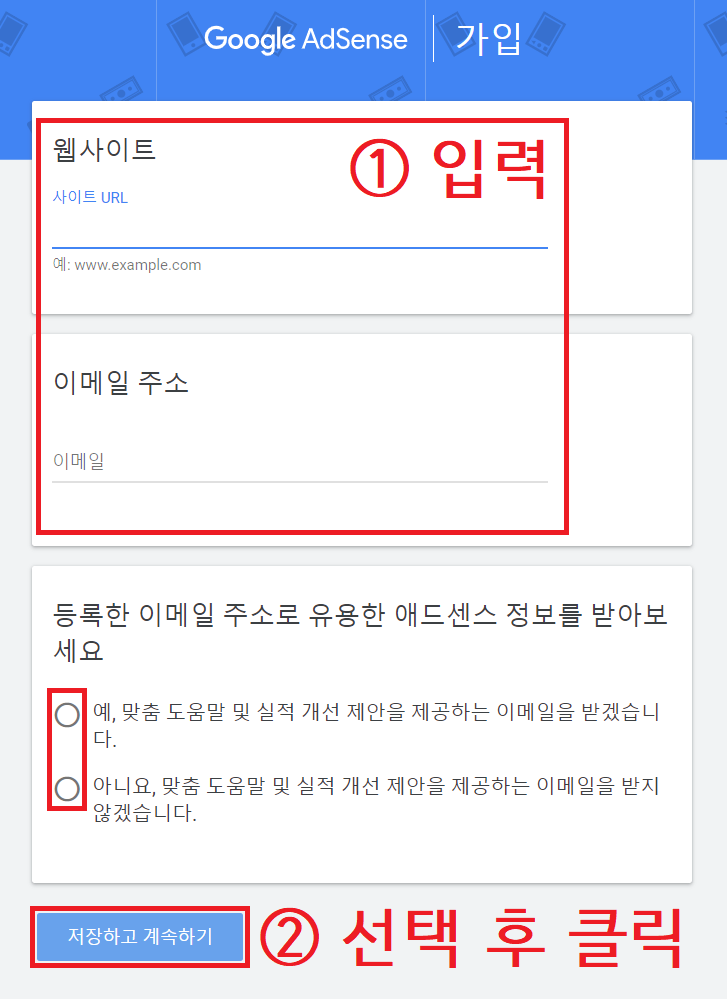 Google AdSense 가입
웹사이트
① 입력
사이트 URL
예: www.example.com
이메일 주소
이메일
등록한 이메일 주소로 유용한 애드센스 정보를 받아보
세요
예, 맞춤 도움말 및 실적 개선 제안을 제공하는 이메일을 받겠습니
다.
아니요, 맞춤 도움말 및 실적 개선 제안을 제공하는 이메일을 받지
않겠습니다.
저장하고 계속하기
② 선택 후 클릭